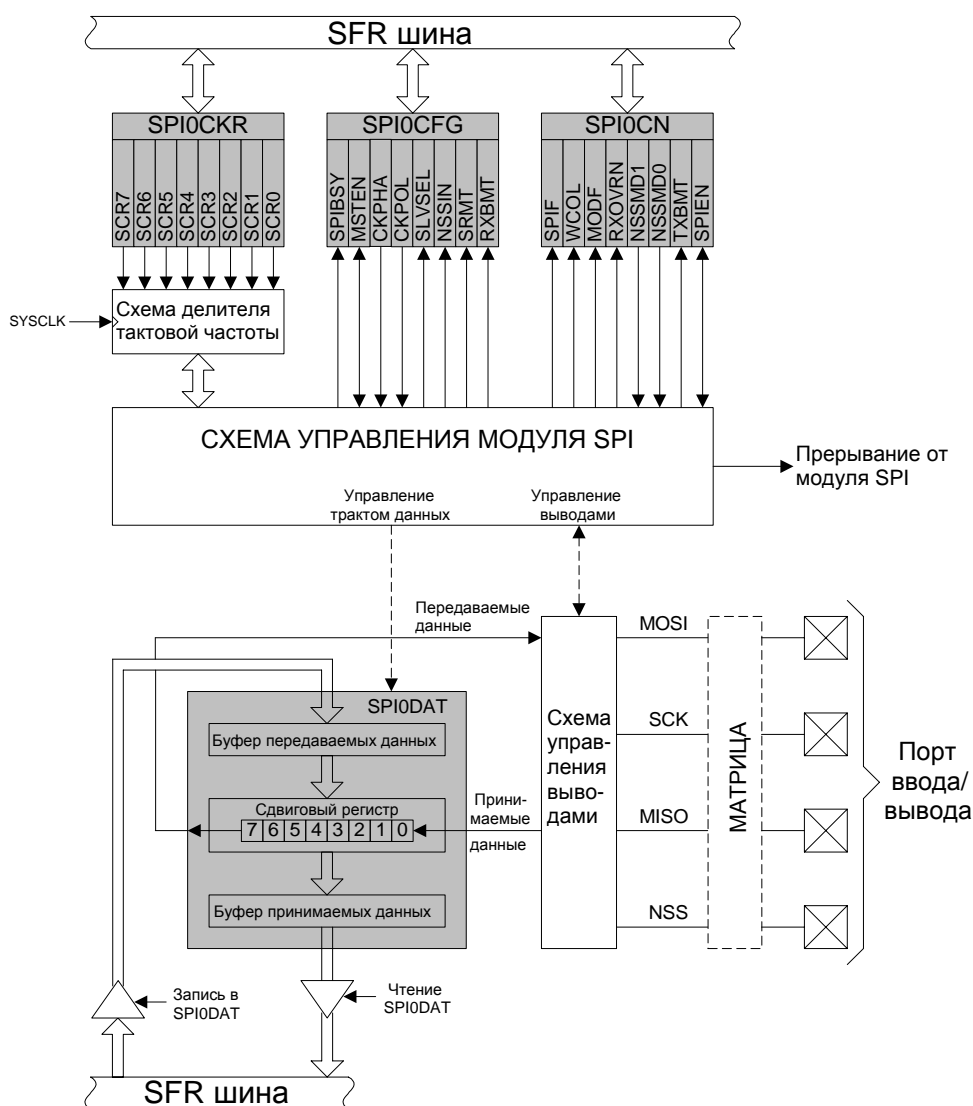 SFR шина
SPI0CKR
SPI0CFG
SPI0CN
SCR7
SCR6
SCR5
SCR4
SCR3
SCR2
SCR1
SCR0
SPIBSY
MSTEN
CKPHA
CKPOL
SLVSEL
NSSIN
SRMT
RXBMT
SPIF
WCOL
MODF
RXOVRN
NSSMD1
NSSMD0
TXBMT
SPIEN
SYSCLK
Схема делителя
тактовой частоты
СХЕМА УПРАВЛЕНИЯ МОДУЛЯ SPI
Прерывание от
модуля SPI
Управление
трактом данных
Управление
выводами
Передаваемые
данные
SPI0DAT
Буфер передаваемых данных
Сдвиговый регистр
7 6 5 4 3 2 1 0
Буфер принимаемых данных
Прини-
маемые
данные
Схема
управ-
ления
выво-
дами
MOSI
SCK
MISO
NSS
МАТРИЦА
Порт
ввода/
вывода
Запись в
SPI0DAT
Чтение
SPI0DAT
SFR шина